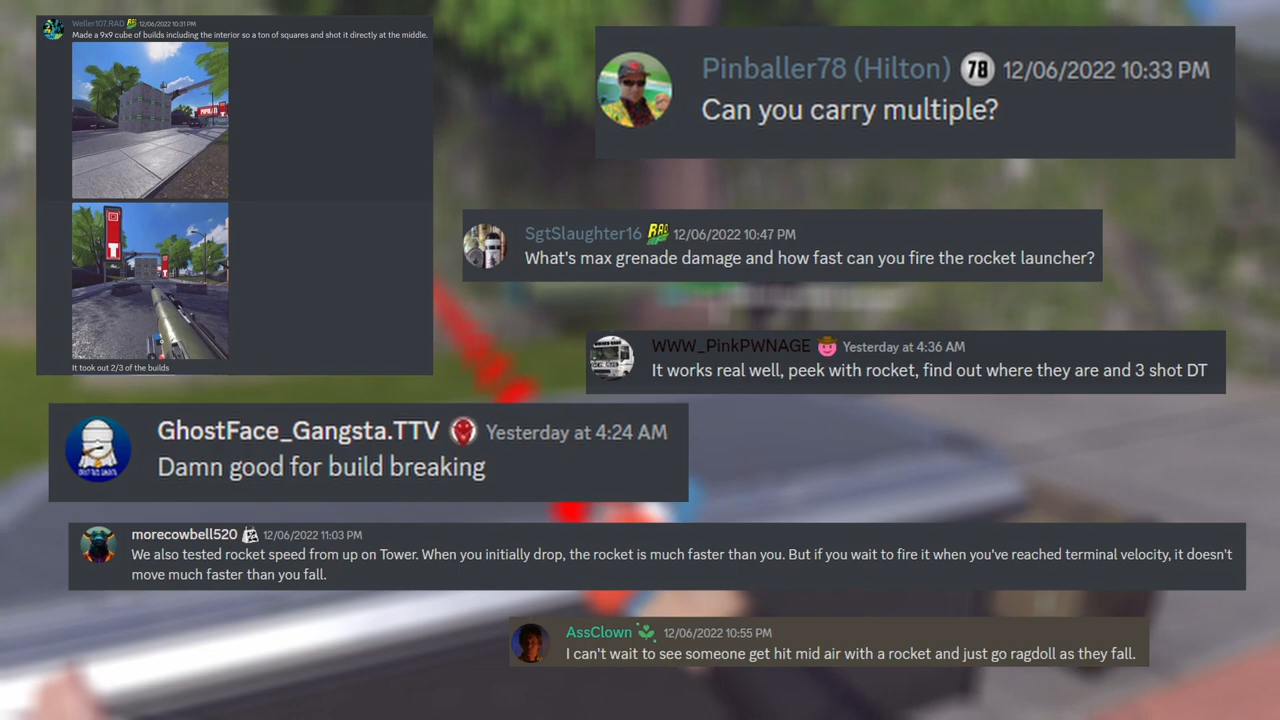 Weller107.RAD RAD 12/06/2022 10:31 PM
Made a 9x9 cube of builds including the interior so a ton of squares and shot it directly at the middle.
T
It took out 2/3 of the builds
Pinballer78 (Hilton) 78 12/06/2022 10:33 PM
Can you carry multiple?
SgtSlaughter16 RAD 12/06/2022 10:47 PM
What's max grenade damage and how fast can you fire the rocket launcher?
WWW_PinkPWNAGE Yesterday at 4:36 AM
It works real well, peek with rocket, find out where they are and 3 shot DT
GhostFace_Gangsta.TTV Yesterday at 4:24 AM
Damn good for build breaking
morecowbell520 12/06/2022 11:03 PM
We also tested rocket speed from up on Tower. When you initially drop, the rocket is much faster than you. But if you wait to fire it when you've reached terminal velocity, it doesn't
move much faster than you fall.
AssClown 12/06/2022 10:55 PM
I can't wait to see someone get hit mid air with a rocket and just go ragdoll as they fall.